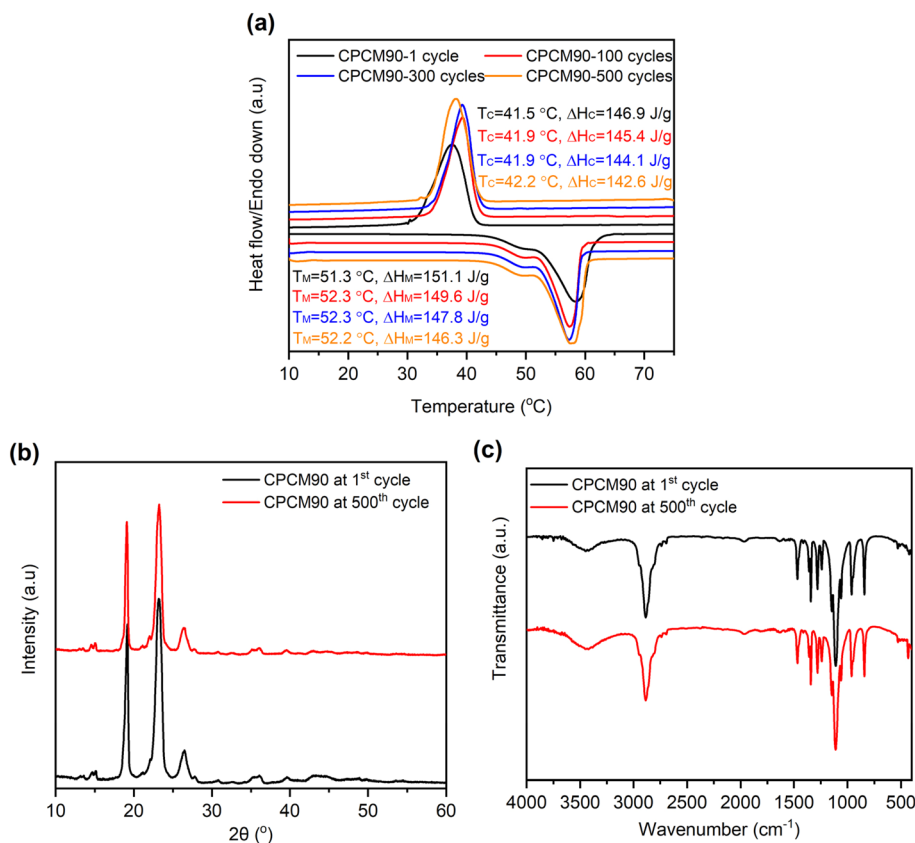 (a)
CPCM90-1 cycle CPCM90-100 cycles
CPCM90-300 cycles CPCM90-500 cycles
Tc=41.5 °C, ΔHc=146.9 J/g
Tc=41.9 °C, ΔHc=145.4 J/g
Tc=41.9 °C, ΔHc=144.1 J/g
Tc=42.2 °C, ΔHc=142.6 J/g
TM=51.3 °C, ΔHM=151.1 J/g
TM=52.3 °C, ΔHM=149.6 J/g
TM=52.3 °C, ΔHM=147.8 J/g
TM=52.2 °C, ΔHM=146.3 J/g
Heat flow/Endo down (a.u)
10 20 30 40 50 60 70
Temperature (°C)
(b)
CPCM90 at 1st cycle
CPCM90 at 500th cycle
Intensity (a.u)
10 20 30 40 50 60
2θ (°)
(c)
CPCM90 at 1st cycle
CPCM90 at 500th cycle
Transmittance (a.u.)
4000 3500 3000 2500 2000 1500 1000 500
Wavenumber (cm-1)